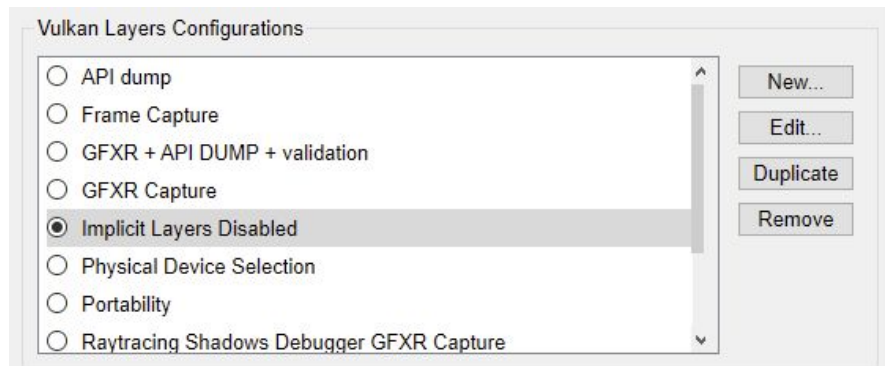 Vulkan Layers Configurations
API dump
Frame Capture
GFXR + API DUMP + validation
GFXR Capture
Implicit Layers Disabled
Physical Device Selection
Portability
Raytracing Shadows Debugger GFXR Capture
New...
Edit...
Duplicate
Remove